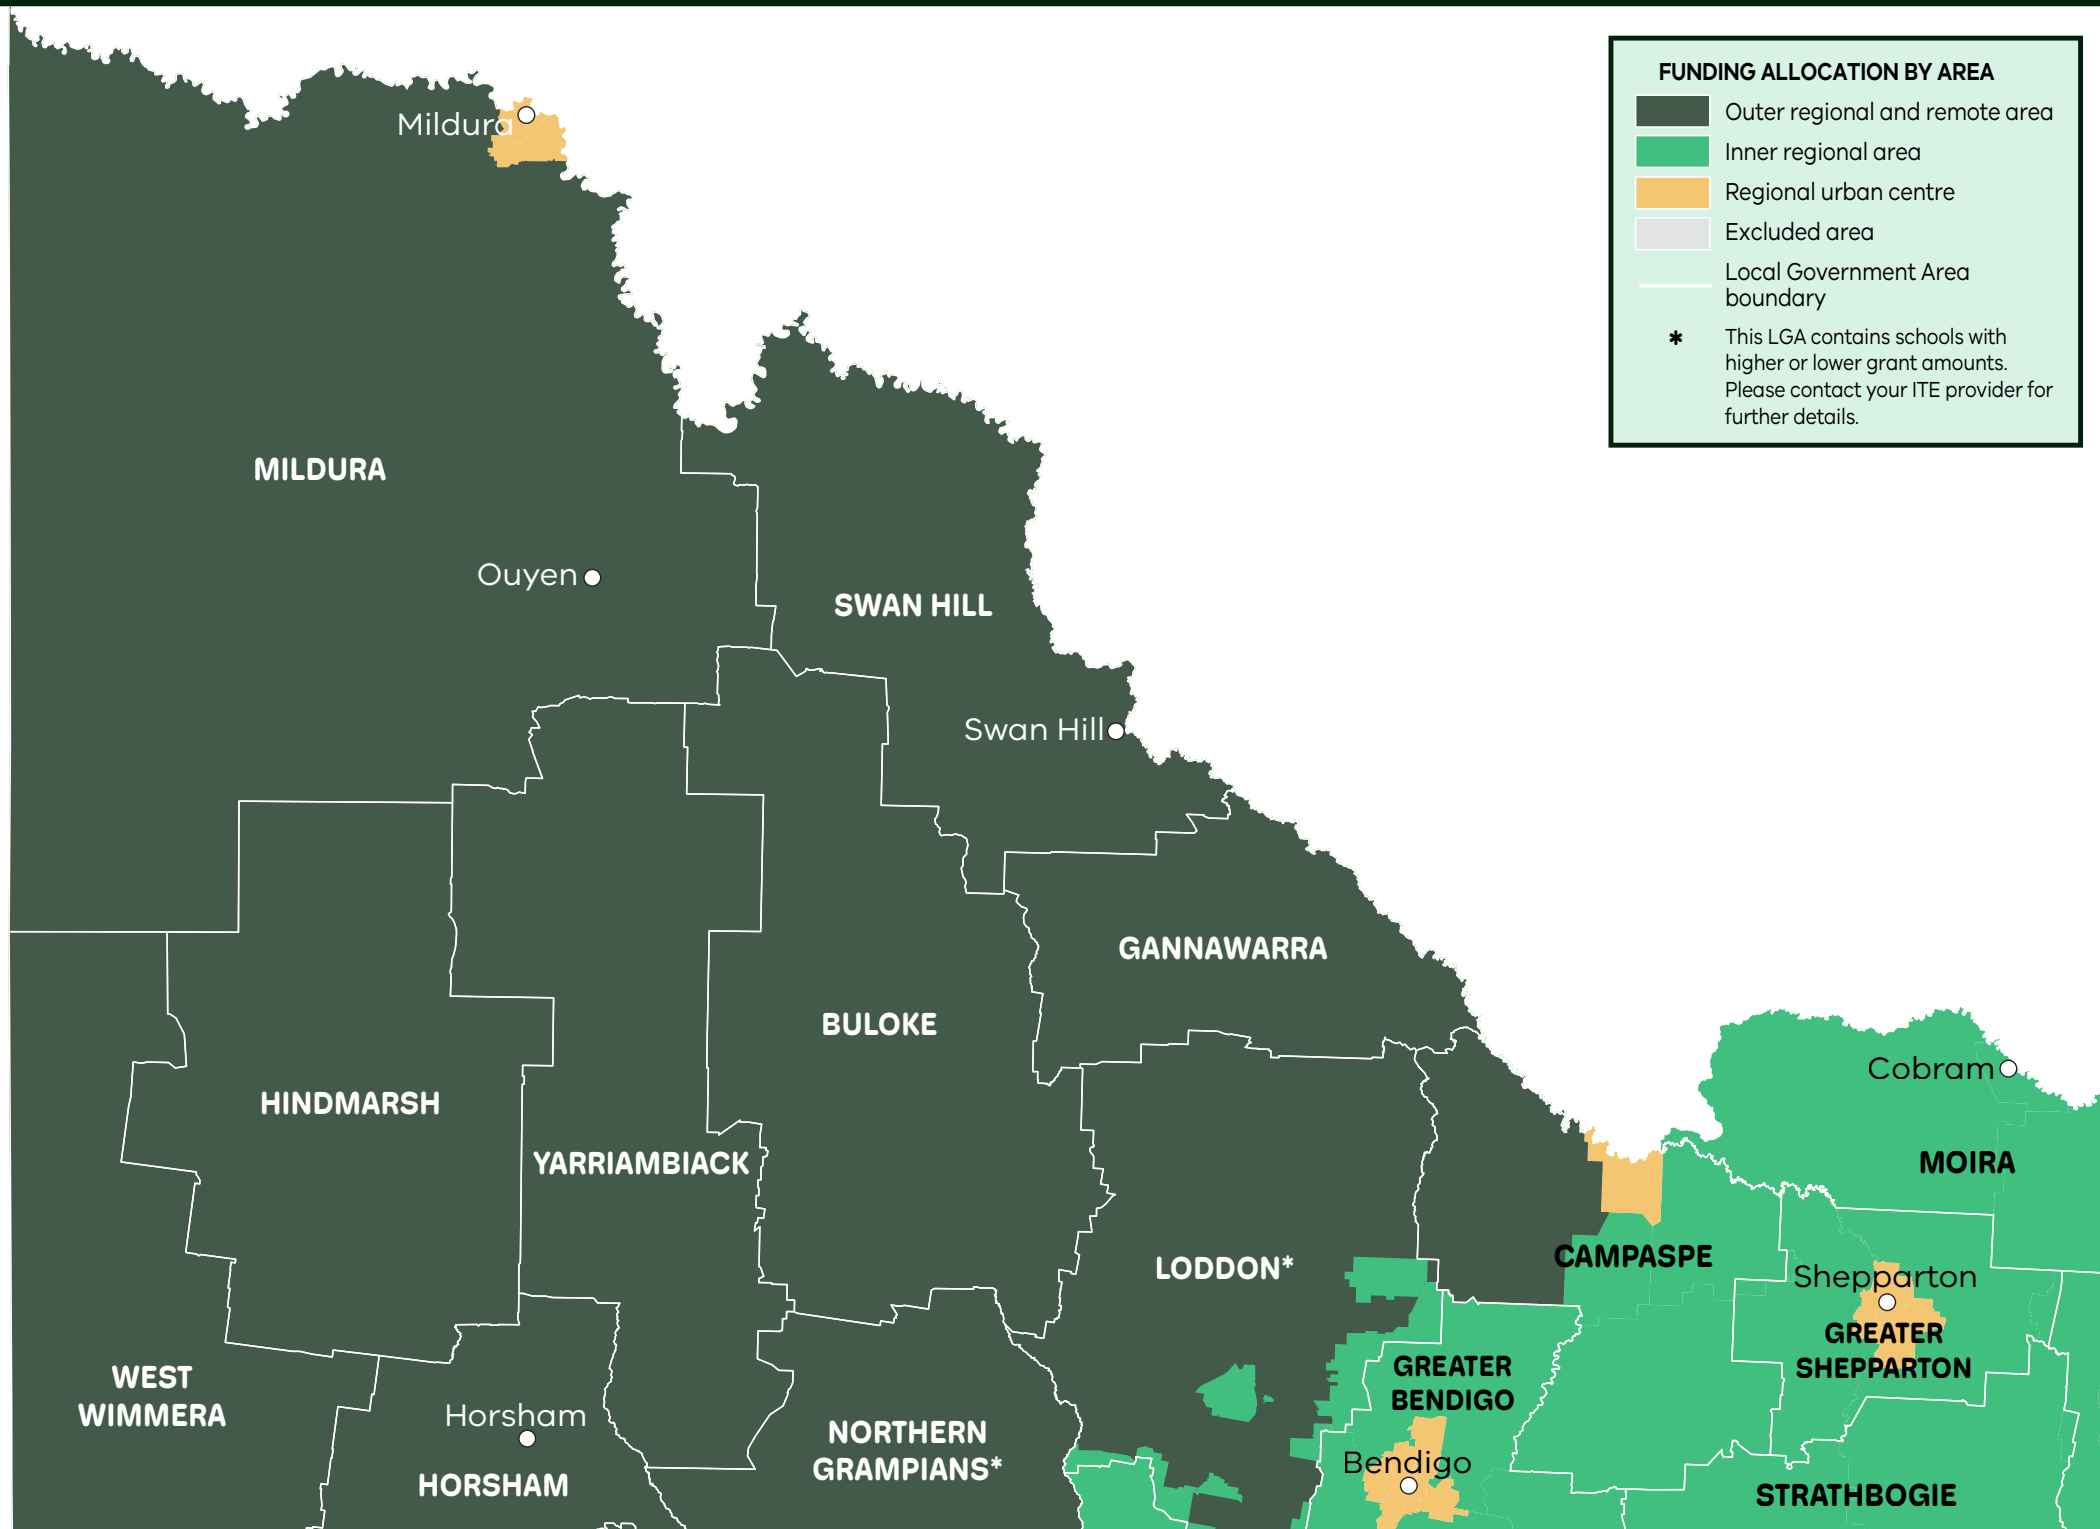 FUNDING ALLOCATION BY AREA
Outer regional and remote area
Inner regional area
Regional urban centre
Excluded area
Local Government Area
boundary
* This LGA contains schools with
higher or lower grant amounts.
Please contact your ITE provider for
further details.
Mildura
MILDURA
Ouyen
SWAN HILL
Swan Hill
GANNAWARRA
BULOKE
Cobram
HINDMARSH
YARRIAMBIACK
MOIRA
LODDON*
CAMPASPE
Shepparton
GREATER
SHEPPARTON
WEST
WIMMERA
GREATER
BENDIGO
Horsham
HORSHAM
NORTHERN
GRAMPIANS*
Bendigo
STRATHBOGIE